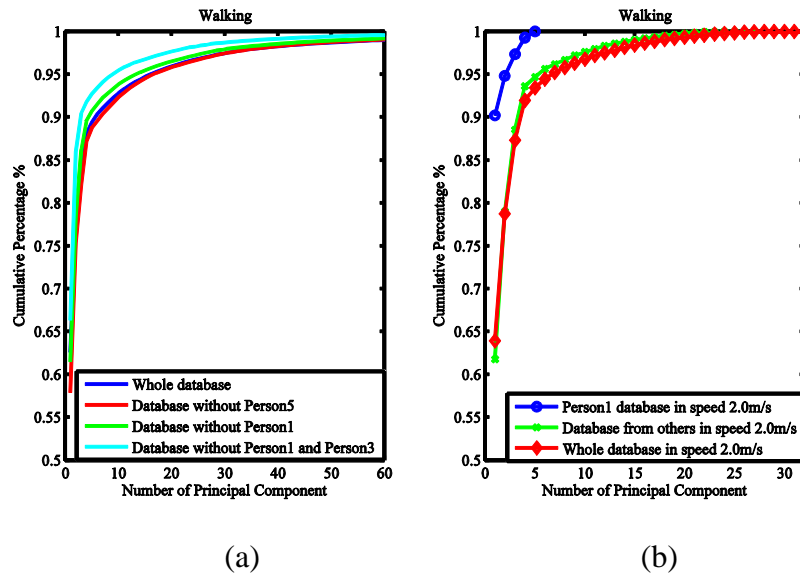 Walking
1
0.95
0.9
0.85
0.8
0.75
0.7
0.65
0.6
0.55
0.5
Cumulative Percentage %
Whole database
Database without Person5
Database without Person1
Database without Person1 and Person3
0 10 20 30 40 50 60
Number of Principal Component
(a)
Walking
1
0.95
0.9
0.85
0.8
0.75
0.7
0.65
0.6
0.55
0.5
Cumulative Percentage %
Person1 database in speed 2.0m/s
Database from others in speed 2.0m/s
Whole database in speed 2.0m/s
0 5 10 15 20 25 30
Number of Principal Component
(b)